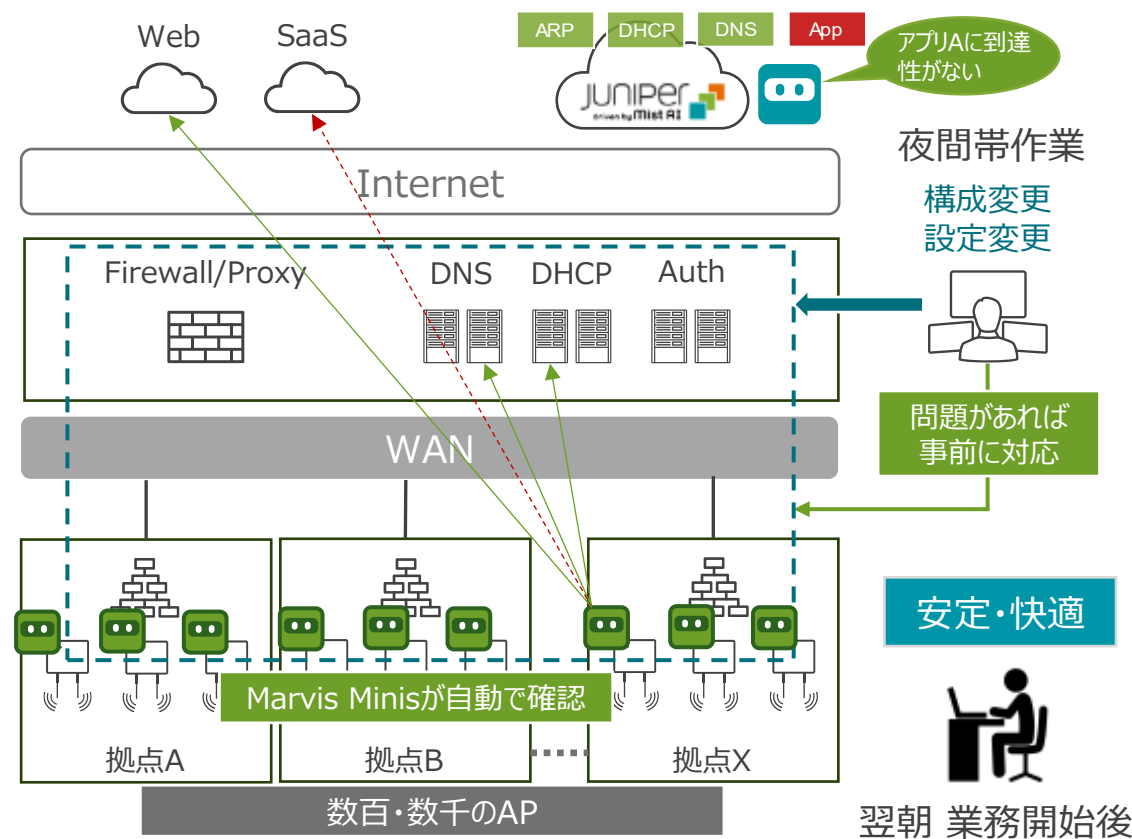 Web
SaaS
ARP
DHCP
DNS
App
JUNIPer
driven by Mist AI
アプリAに到達
性がない
夜間帯作業
構成変更
設定変更
Internet
Firewall/Proxy
DNS
DHCP
Auth
問題があれば
事前に対応
WAN
安定・快適
Marvis Minisが自動で確認
拠点A
拠点B
拠点X
数百・数千のAP
翌朝 業務開始後